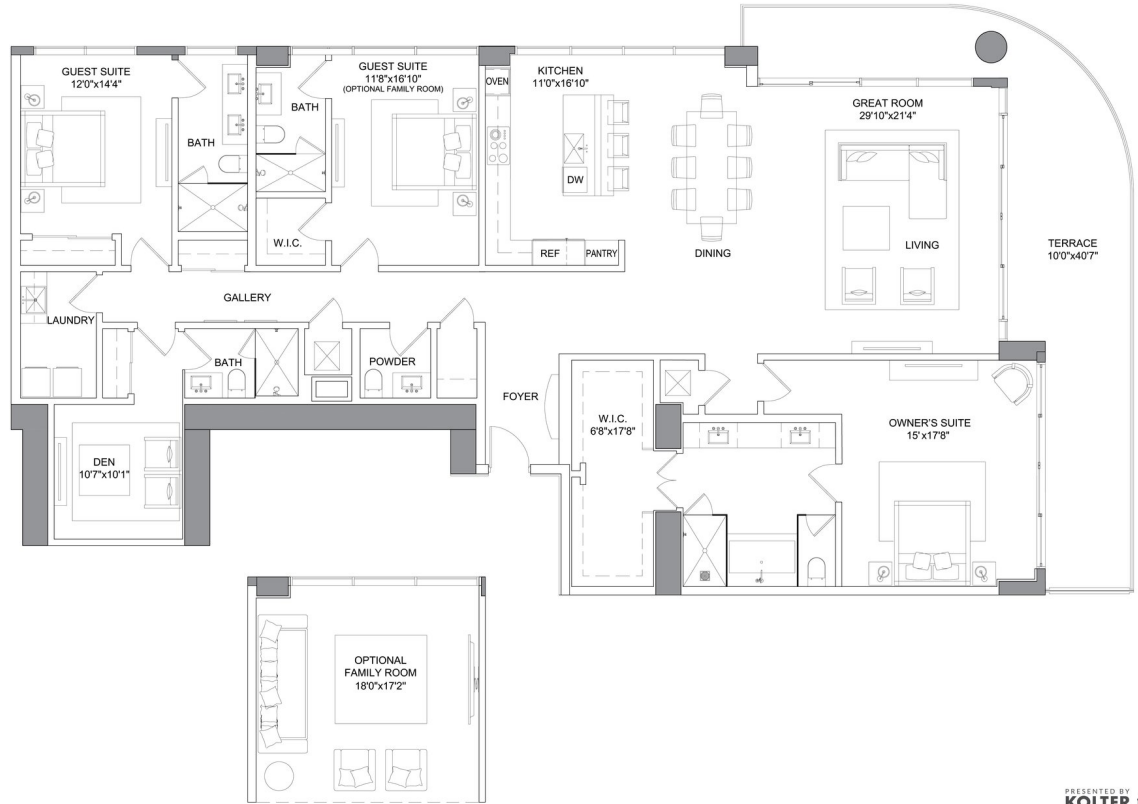 GUEST SUITE
12'0"x14'4"
BATH
BATH
GUEST SUITE
11'8"x16'10"
(OPTIONAL FAMILY ROOM)
W.I.C.
OVEN
KITCHEN
11'0"x16'10"
DW
REF
PANTRY
DINING
GREAT ROOM
29'10"x21'4"
LIVING
TERRACE
10'0"x40'7"
GALLERY
LAUNDRY
BATH
POWDER
FOYER
W.I.C.
6'8"x17'8"
OWNER'S SUITE
15'x17'8"
DEN
10'7"x10'1"
OPTIONAL
FAMILY ROOM
18'0"x17'2"
PRESENTED BY
KOLTER